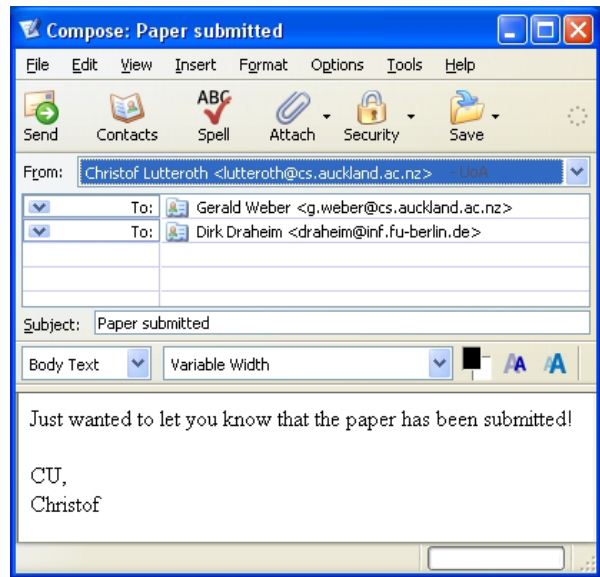 Compose: Paper submitted
File Edit View Insert Format Options Tools Help
ABC
Send Contacts Spell Attach Security Save
From: Christof Lutteroth <lutteroth@cs.auckland.ac.nz> - UoA
To: Gerald Weber <g.weber@cs.auckland.ac.nz>
To: Dirk Draheim <draheim@inf.fu-berlin.de>
Subject: Paper submitted
Body Text Variable Width AA A
Just wanted to let you know that the paper has been submitted!
CU,
Christof